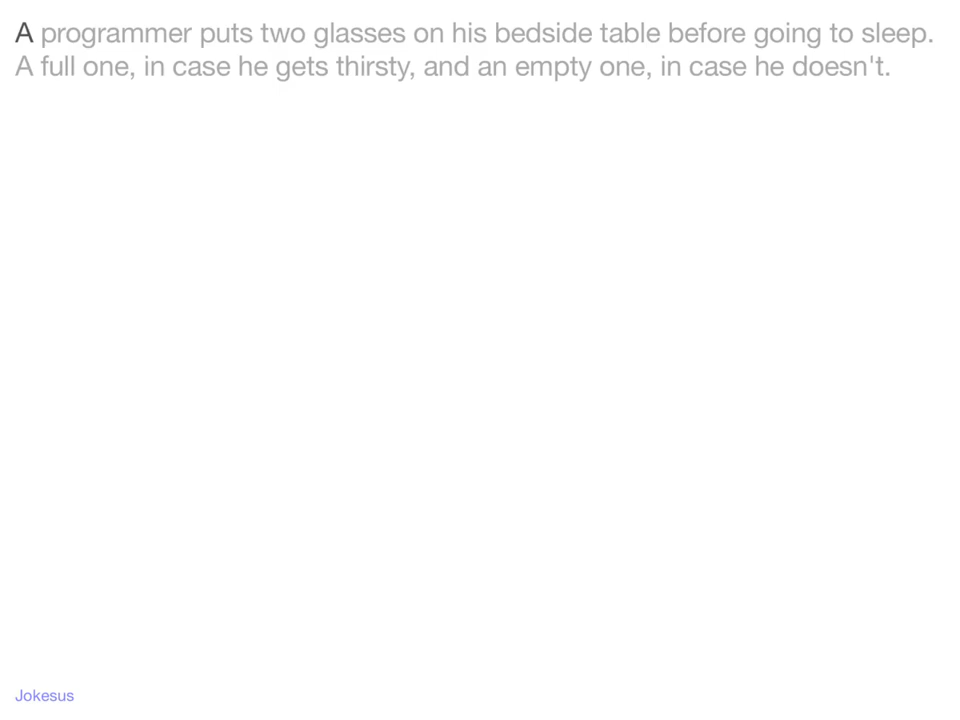 A programmer puts two glasses on his bedside table before going to sleep.
A full one, in case he gets thirsty, and an empty one, in case he doesn't.
Jokesus